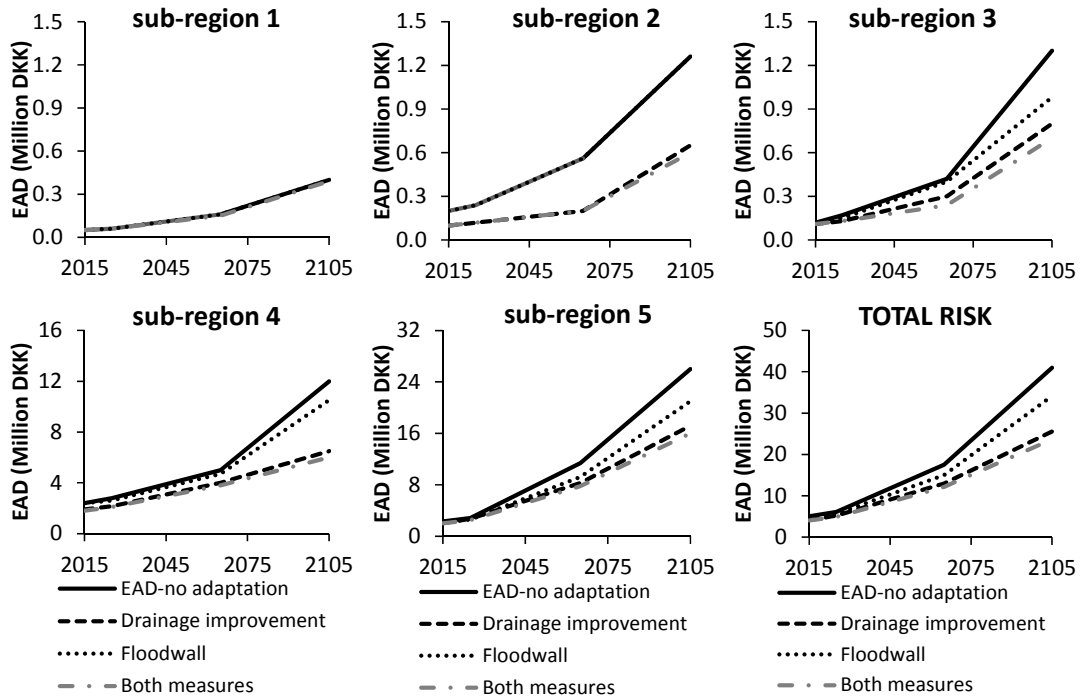 sub-region 1
EAD (Million DKK)
1.5
1.2
0.9
0.6
0.3
0.0
2015 2045 2075 2105
sub-region 2
EAD (Million DKK)
1.5
1.2
0.9
0.6
0.3
0.0
2015 2045 2075 2105
sub-region 3
EAD (Million DKK)
1.5
1.2
0.9
0.6
0.3
0.0
2015 2045 2075 2105
sub-region 4
EAD (Million DKK)
16
12
8
4
0
2015 2045 2075 2105
EAD-no adaptation
Drainage improvement
Floodwall
Both measures
sub-region 5
EAD (Million DKK)
32
24
16
8
0
2015 2045 2075 2105
EAD-no adaptation
Drainage improvement
Floodwall
Both measures
TOTAL RISK
EAD (Million DKK)
50
40
30
20
10
0
2015 2045 2075 2105
EAD-no adaptation
Drainage improvement
Floodwall
Both measures